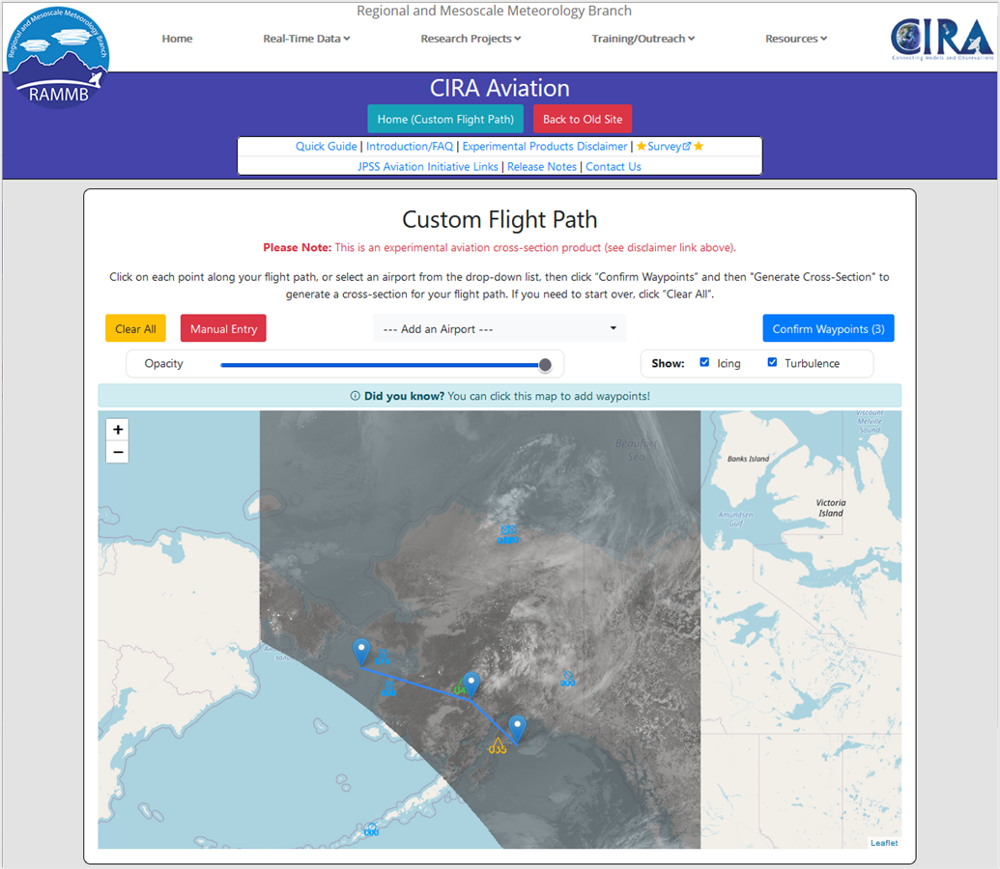 Regional and Mesoscale Meteorology Branch
Regional and Mesoscale Meteorology Branch
RAMMB
Home Real-Time Data Research Projects Training/Outreach Resources
CIRA
Connecting Models and Observations
CIRA Aviation
Home (Custom Flight Path) Back to Old Site
Quick Guide | Introduction/FAQ | Experimental Products Disclaimer | Survey
JPSS Aviation Initiative Links | Release Notes | Contact Us
Custom Flight Path
Please Note: This is an experimental aviation cross-section product (see disclaimer link above).
Click on each point along your flight path, or select an airport from the drop-down list, then click “Confirm Waypoints” and then "Generate Cross-Section" to
generate a cross-section for your flight path. If you need to start over, click “Clear All”.
Clear All Manual Entry --- Add an Airport --- Confirm Waypoints (3)
Opacity Show: Icing Turbulence
Did you know? You can click this map to add waypoints!
+
−
Viscount
Melville
Sound
Beaufort
Sea
Banks Island
Victoria
Island
Amundsen
Gulf
d35
Leaflet